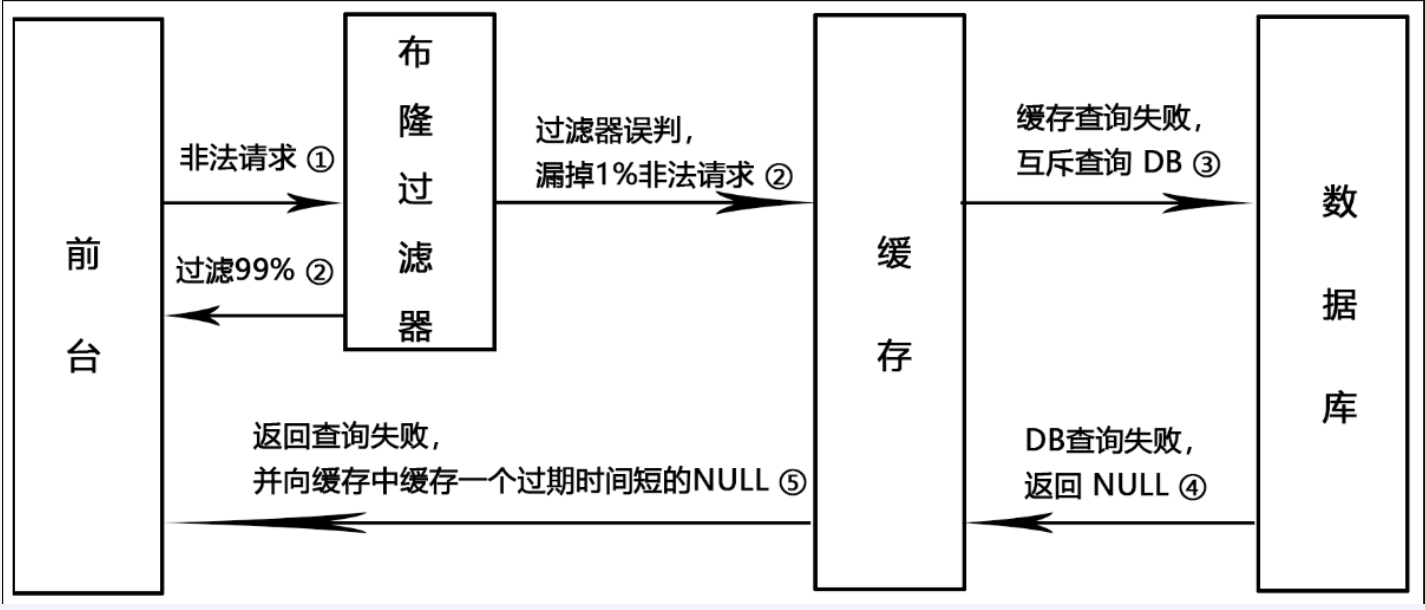 前台
非法请求 ①
过滤99% ②
布隆过滤器
过滤器误判，
漏掉1%非法请求 ②
缓存
缓存查询失败，
互斥查询 DB ③
数据库
DB查询失败，
返回 NULL ④
返回查询失败，
并向缓存中缓存一个过期时间短的NULL ⑤